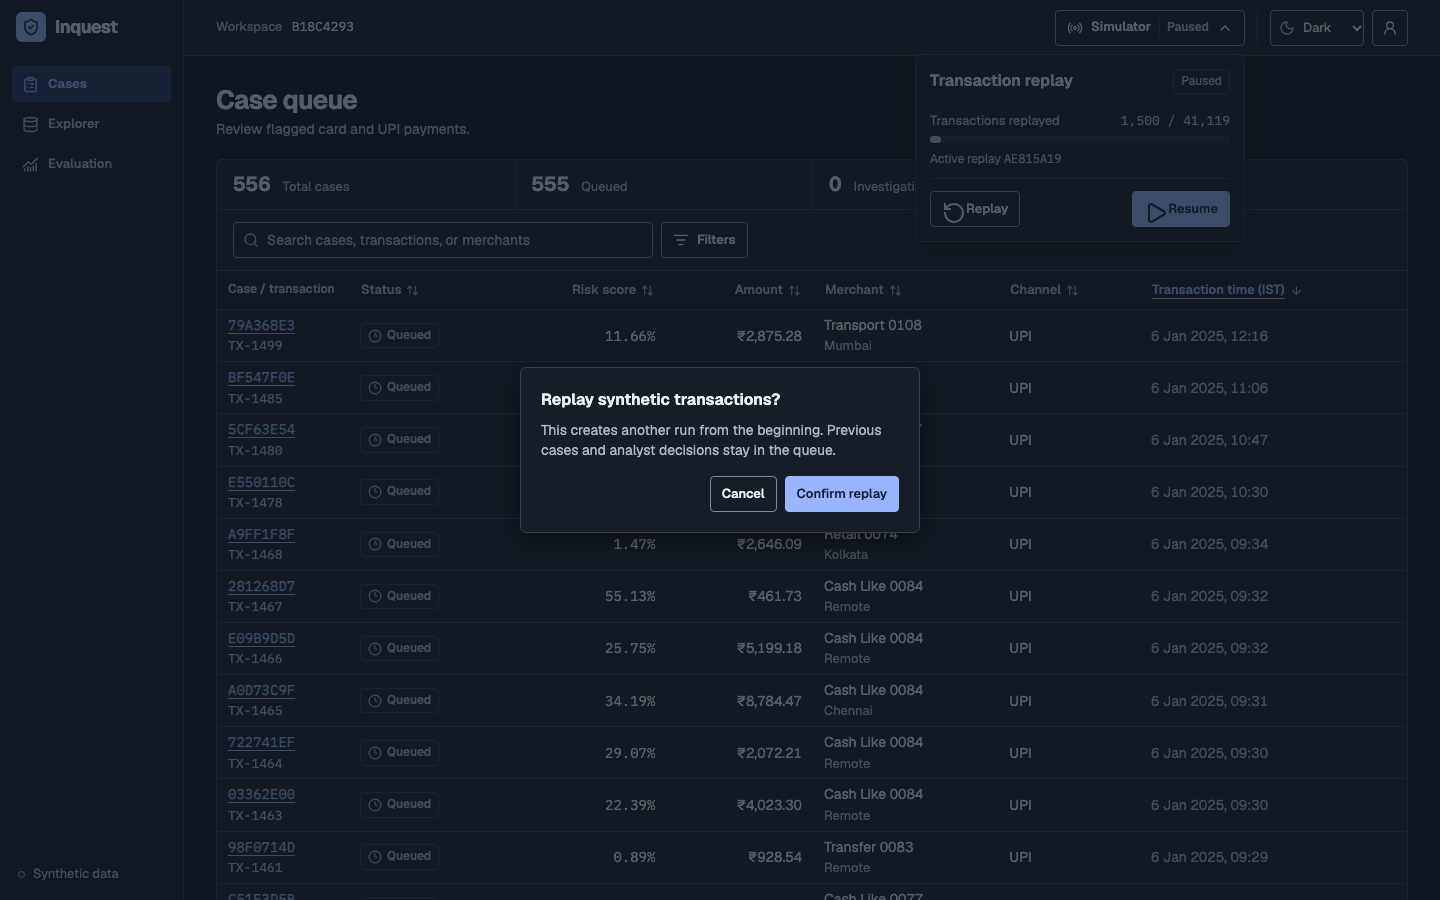 Inquest
Workspace B18C4293
Simulator Paused
Dark
Cases
Explorer
Evaluation
Synthetic data
Transaction replay
Paused
Transactions replayed 1,500 / 41,119
Active replay AE815A19
Replay
Resume
Case queue
Review flagged card and UPI payments.
556 Total cases
555 Queued
0 Investigati
Search cases, transactions, or merchants
Filters
Case / transaction Status Risk score Amount Merchant Channel Transaction time (IST)
79A368E3 Queued 11.66% ₹2,875.28 Transport 0108 UPI 6 Jan 2025, 12:16
TX-1499 Mumbai
BF547F0E Queued UPI 6 Jan 2025, 11:06
TX-1485
5CF63E54 Queued UPI 6 Jan 2025, 10:47
TX-1480
E550110C Queued UPI 6 Jan 2025, 10:30
TX-1478
Replay synthetic transactions?
This creates another run from the beginning. Previous
cases and analyst decisions stay in the queue.
Cancel
Confirm replay
A9FF1F8F Queued 1.47% ₹2,646.09 Retail 0074 UPI 6 Jan 2025, 09:34
TX-1468 Kolkata
281268D7 Queued 55.13% ₹461.73 Cash Like 0084 UPI 6 Jan 2025, 09:32
TX-1467 Remote
E09B9D5D Queued 25.75% ₹5,199.18 Cash Like 0084 UPI 6 Jan 2025, 09:32
TX-1466 Remote
A0D73C9F Queued 34.19% ₹8,784.47 Cash Like 0084 UPI 6 Jan 2025, 09:31
TX-1465 Chennai
722741EF Queued 29.07% ₹2,072.21 Cash Like 0084 UPI 6 Jan 2025, 09:30
TX-1464 Remote
03362E00 Queued 22.39% ₹4,023.30 Cash Like 0084 UPI 6 Jan 2025, 09:30
TX-1463 Remote
98F0714D Queued 0.89% ₹928.54 Transfer 0083 UPI 6 Jan 2025, 09:29
TX-1461 Remote
Cash Like 0077